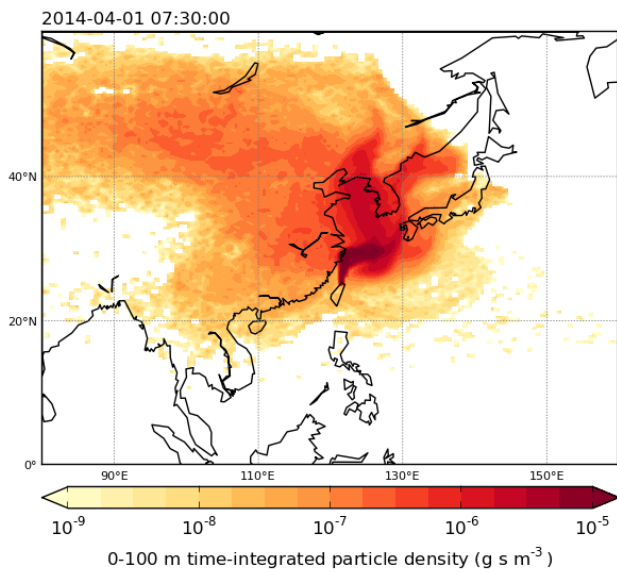 2014-04-01 07:30:00
40°N
20°N
0°
90°E 110°E 130°E 150°E
10⁻⁹ 10⁻⁸ 10⁻⁷ 10⁻⁶ 10⁻⁵
0-100 m time-integrated particle density (g s m⁻³ )